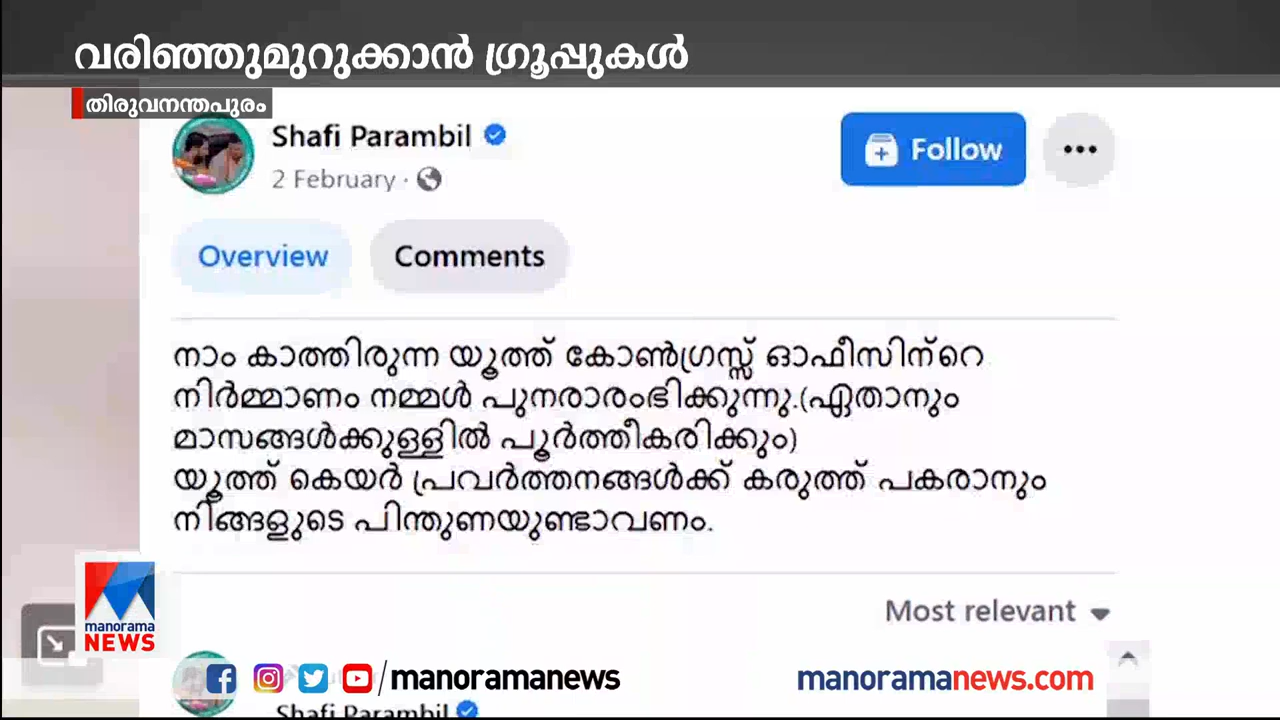 വരിഞ്ഞുമുറുക്കാൻ ഗ്രൂപ്പുകൾ
തിരുവനന്തപുരം
Shafi Parambil
2 February ·
Follow
Overview
Comments
നാം കാത്തിരുന്ന യൂത്ത് കോൺഗ്രസ്സ് ഓഫീസിന്റെ
നിർമ്മാണം നമ്മൾ പുനരാരംഭിക്കുന്നു.(ഏതാനും
മാസങ്ങൾക്കുള്ളിൽ പൂർത്തീകരിക്കും)
യൂത്ത് കെയർ പ്രവർത്തനങ്ങൾക്ക് കരുത്ത് പകരാനും
നിങ്ങളുടെ പിന്തുണയുണ്ടാവണം.
Most relevant
manorama
NEWS
/manoramanews
manoramanews.com
Shafi Parambil